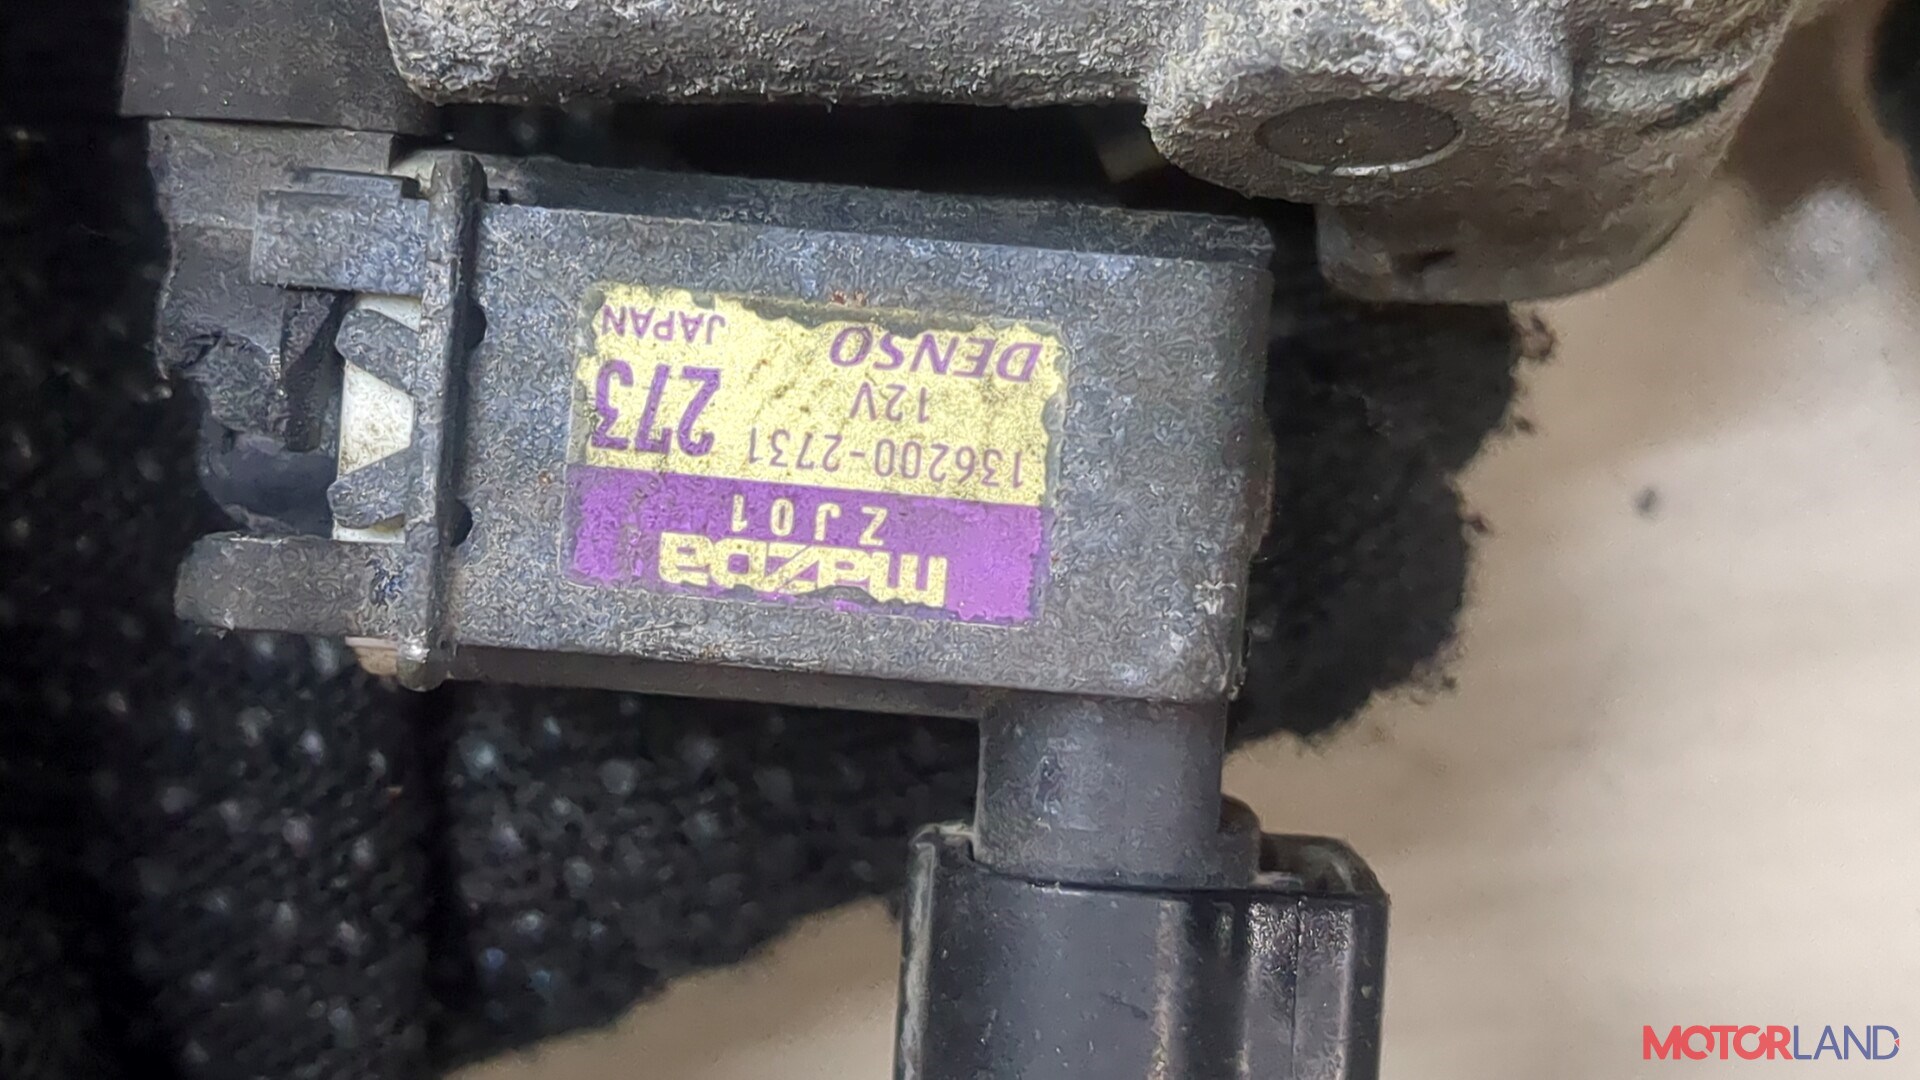 mazda
ZJ01
136200-2731
12V
273
DENSO
JAPAN
MOTORLAND